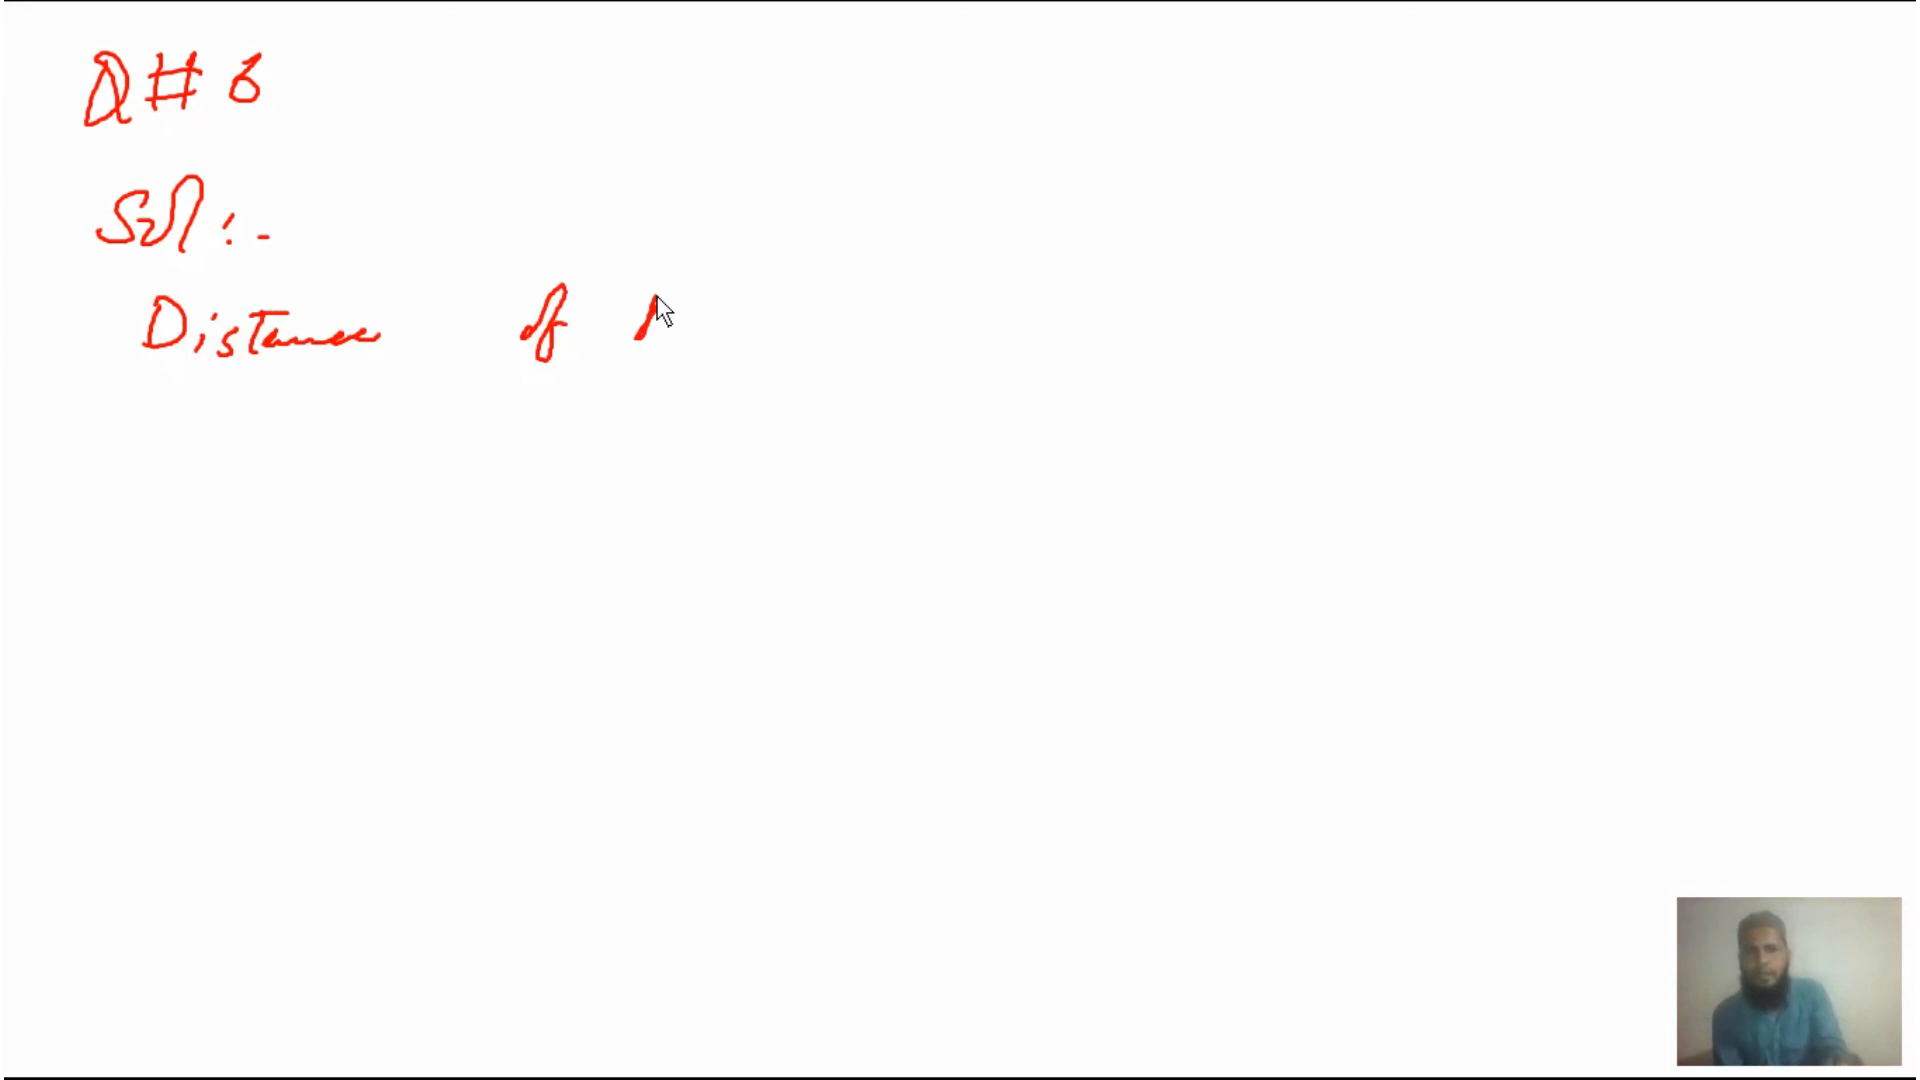 Q # 6
Sol :-
Distance of